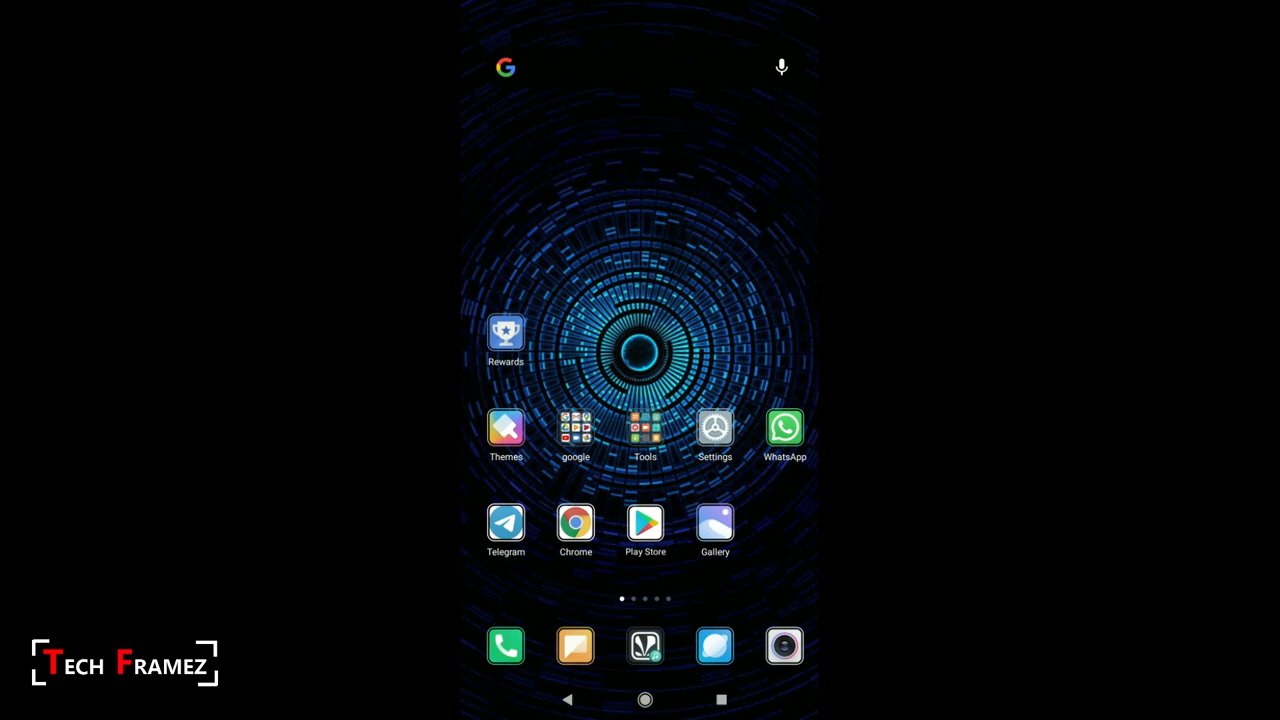 Rewards
Themes
google
Tools
Settings
WhatsApp
Telegram
Chrome
Play Store
Gallery
TECH FRAMEZ